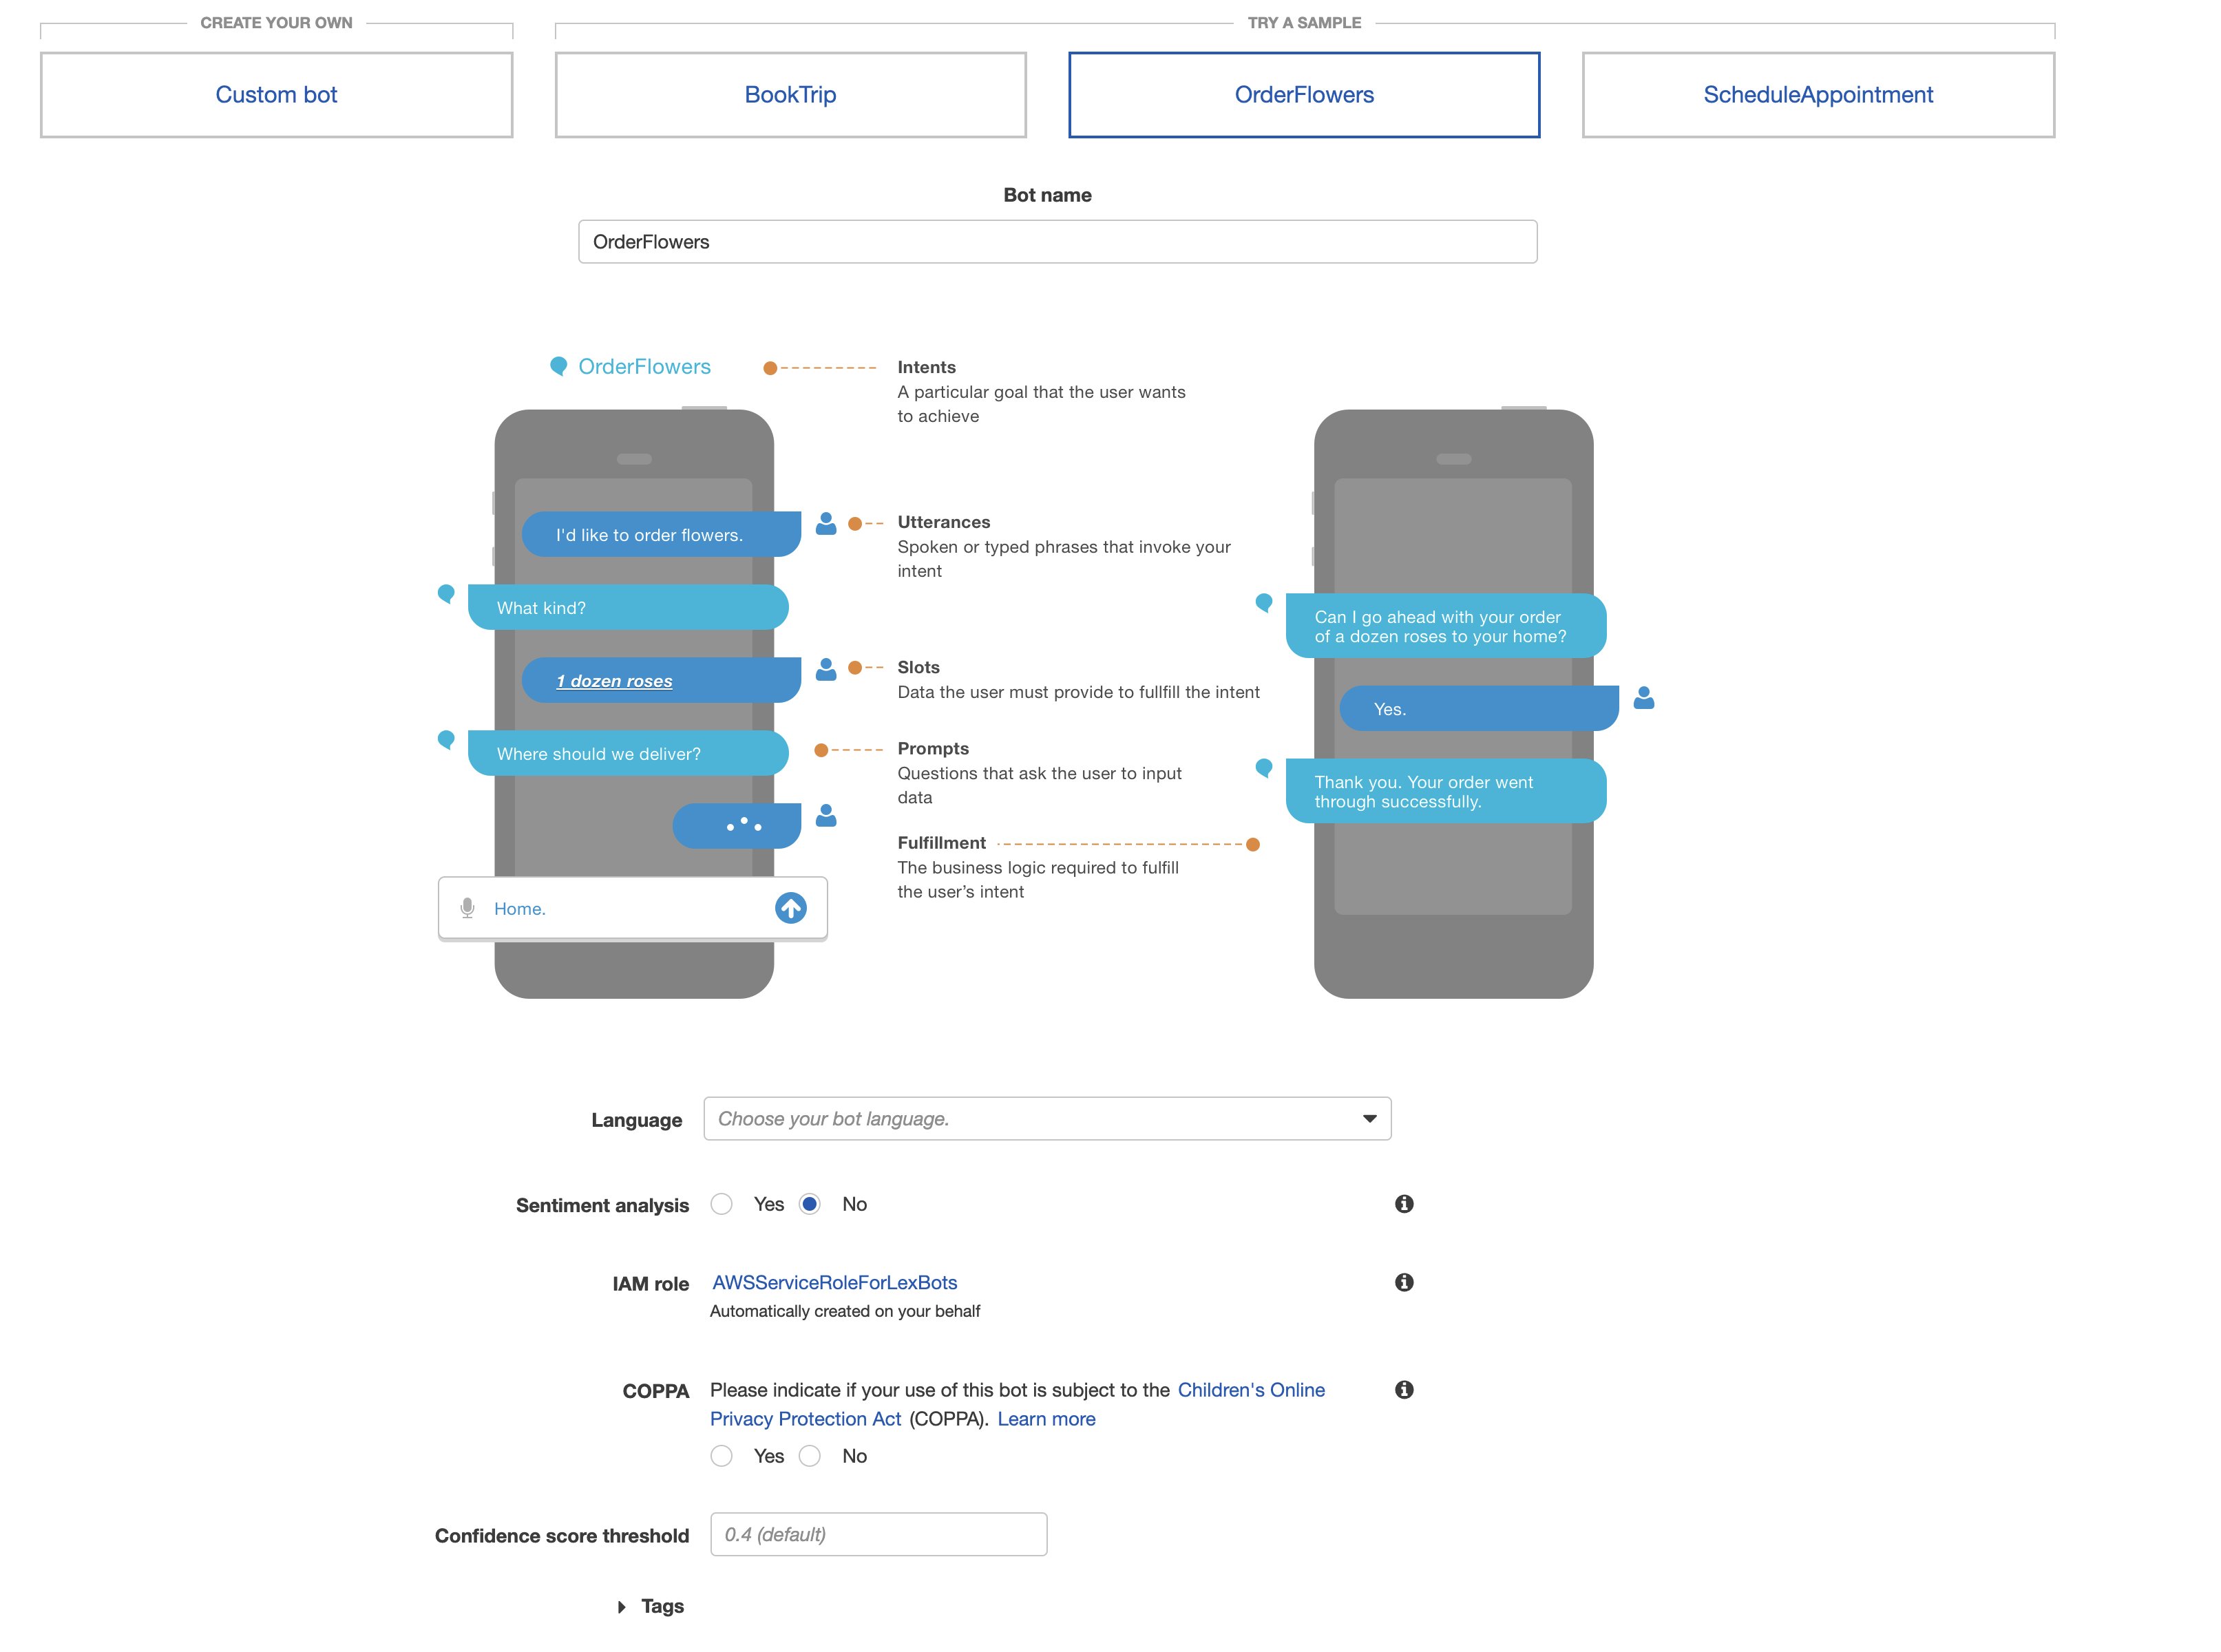 CREATE YOUR OWN
TRY A SAMPLE
Custom bot
BookTrip
OrderFlowers
ScheduleAppointment
Bot name
OrderFlowers
OrderFlowers
Intents
A particular goal that the user wants
to achieve
I'd like to order flowers.
Utterances
Spoken or typed phrases that invoke your
intent
What kind?
1 dozen roses
Slots
Data the user must provide to fullfill the intent
Where should we deliver?
Prompts
Questions that ask the user to input
data
Fulfillment
The business logic required to fulfill
the user’s intent
Home.
Can I go ahead with your order
of a dozen roses to your home?
Yes.
Thank you. Your order went
through successfully.
Language
Choose your bot language.
Sentiment analysis
Yes
No
IAM role
AWSServiceRoleForLexBots
Automatically created on your behalf
COPPA
Please indicate if your use of this bot is subject to the Children's Online
Privacy Protection Act (COPPA). Learn more
Yes
No
Confidence score threshold
0.4 (default)
Tags